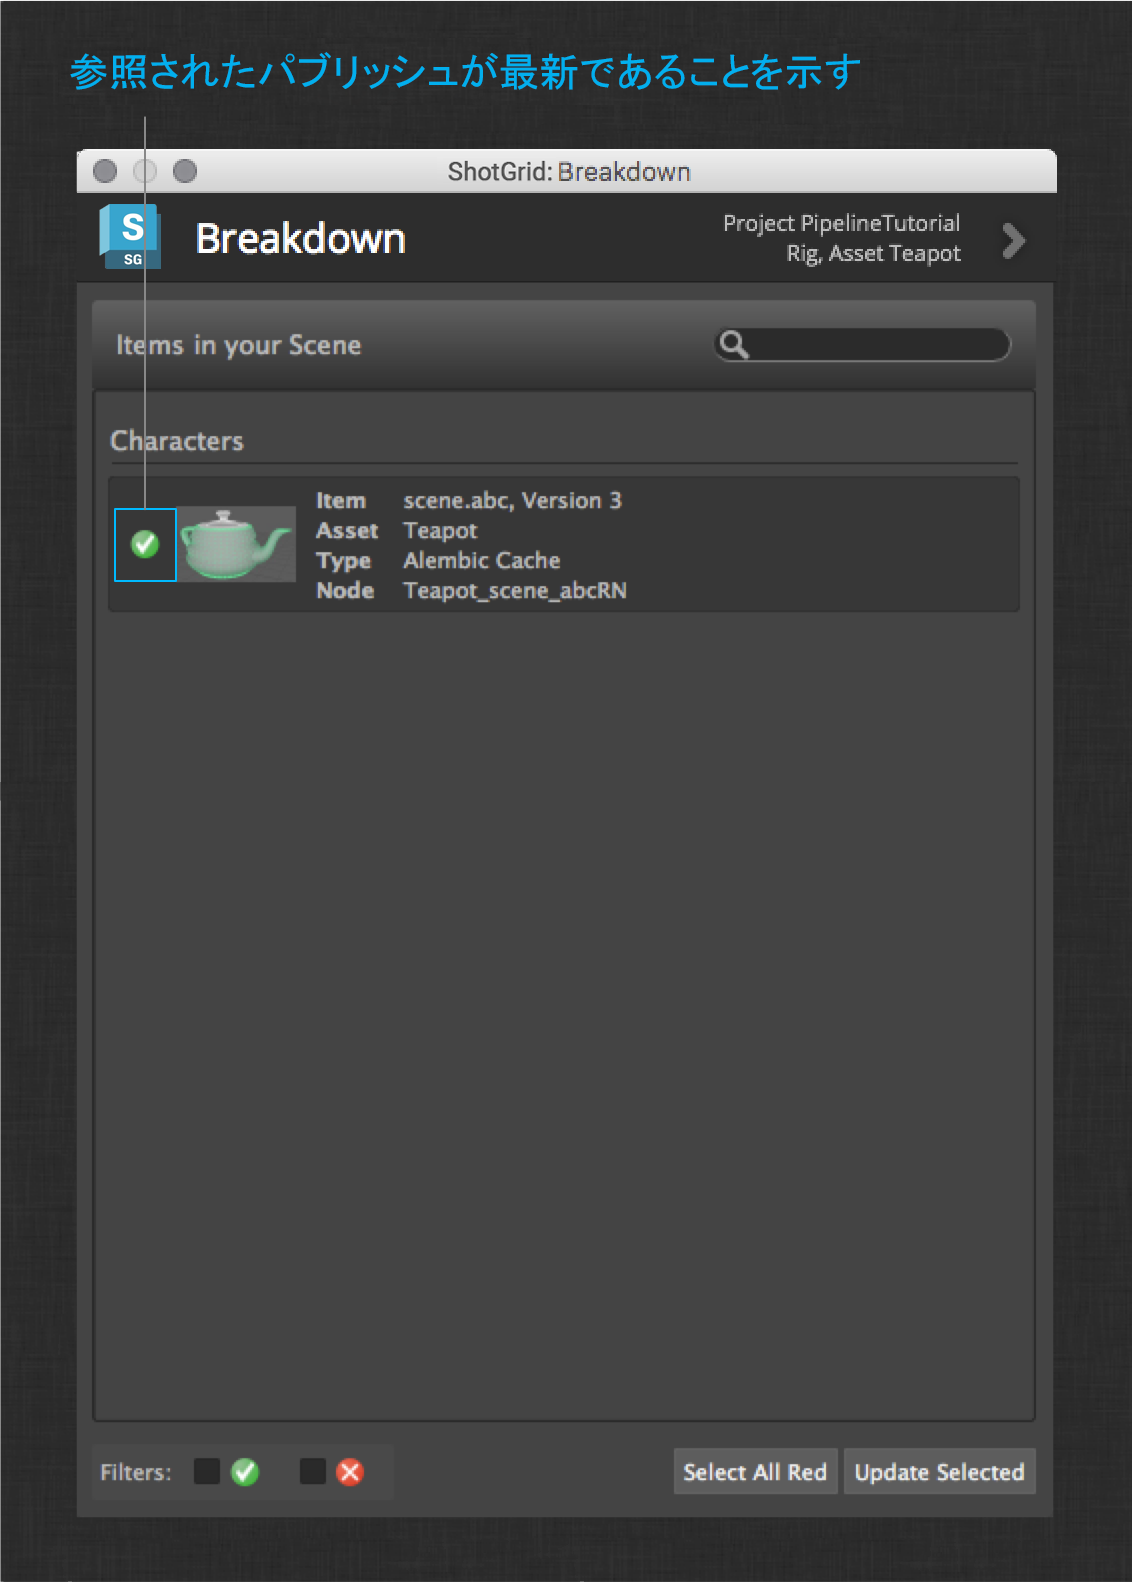 参照されたパブリッシュが最新であることを示す
ShotGrid: Breakdown
S
SG
Breakdown
Project PipelineTutorial
Rig, Asset Teapot
Items in your Scene
Characters
Item scene.abc, Version 3
Asset Teapot
Type Alembic Cache
Node Teapot_scene_abcRN
Filters:
Select All Red
Update Selected